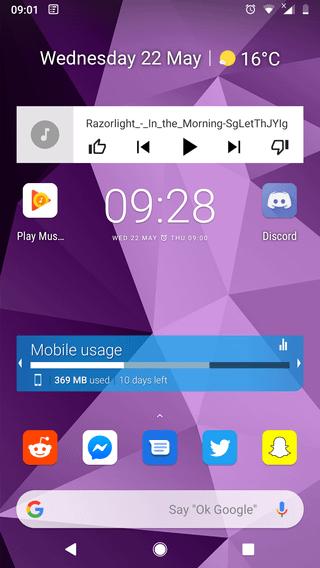 09:01
Wednesday 22 May | 16°C
Razorlight_-_In_the_Morning-SgLetThJYIg
09:28
WED, 22 MAY THU, 09:00
Play Mus...
Discord
Mobile usage
369 MB used | 10 days left
Say "Ok Google"